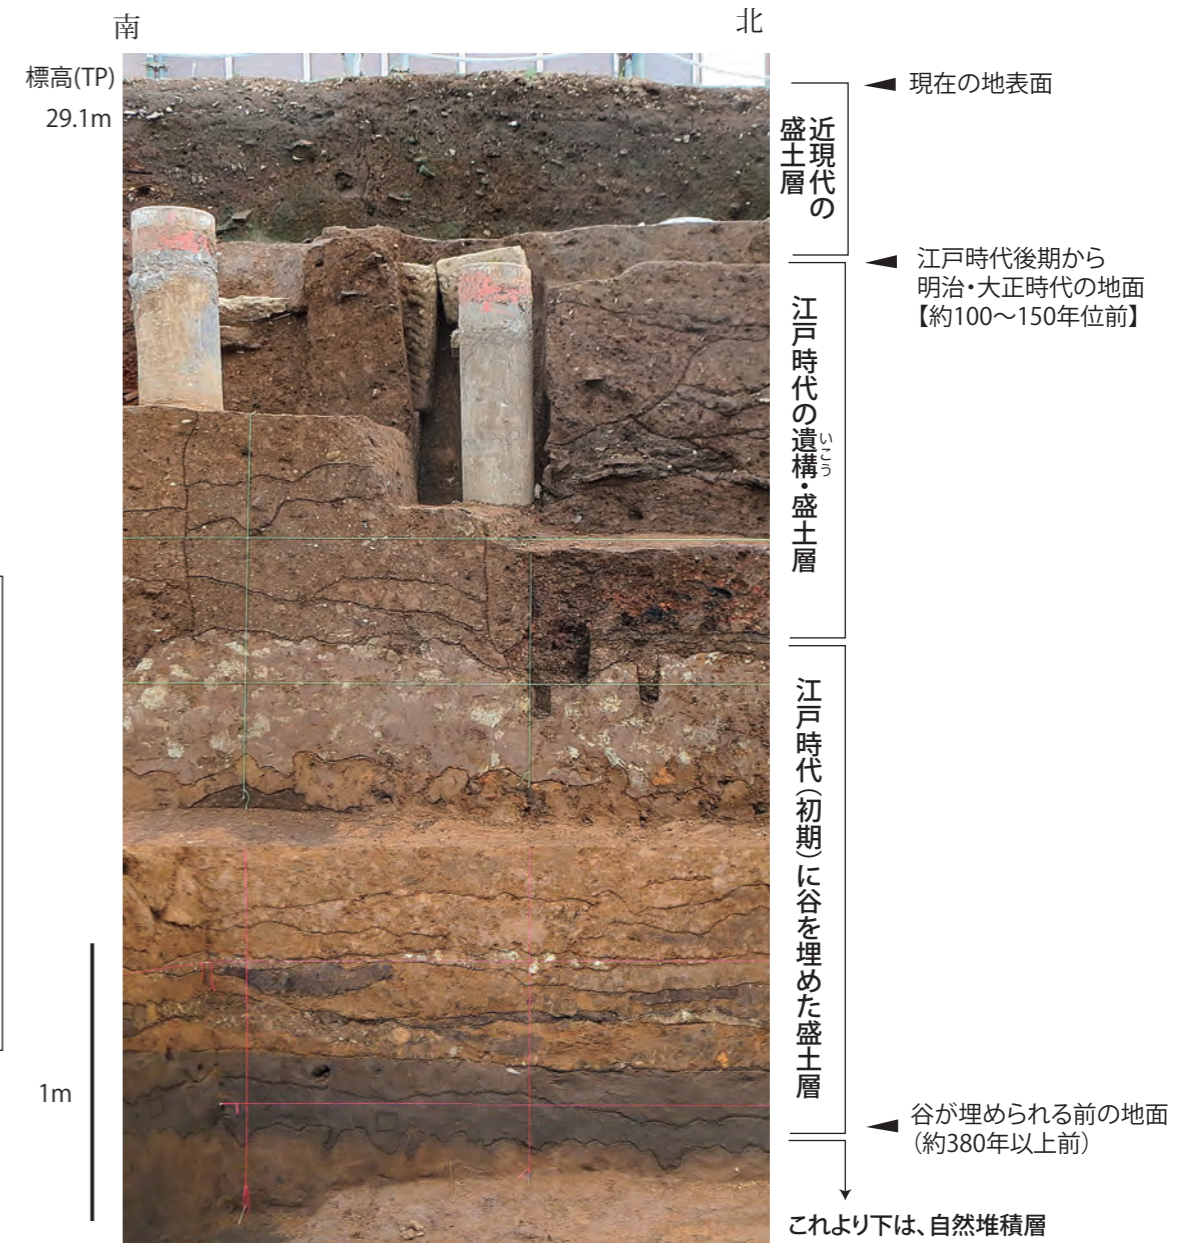 南
北
標高(TP)
29.1m
現在の地表面
近現代の
盛土層
江戸時代後期から
明治・大正時代の地面
【約100〜150年位前】
江戸時代の遺構・盛土層
いこう
江戸時代（初期）に谷を埋めた盛土層
1m
谷が埋められる前の地面
（約380年以上前）
これより下は、自然堆積層